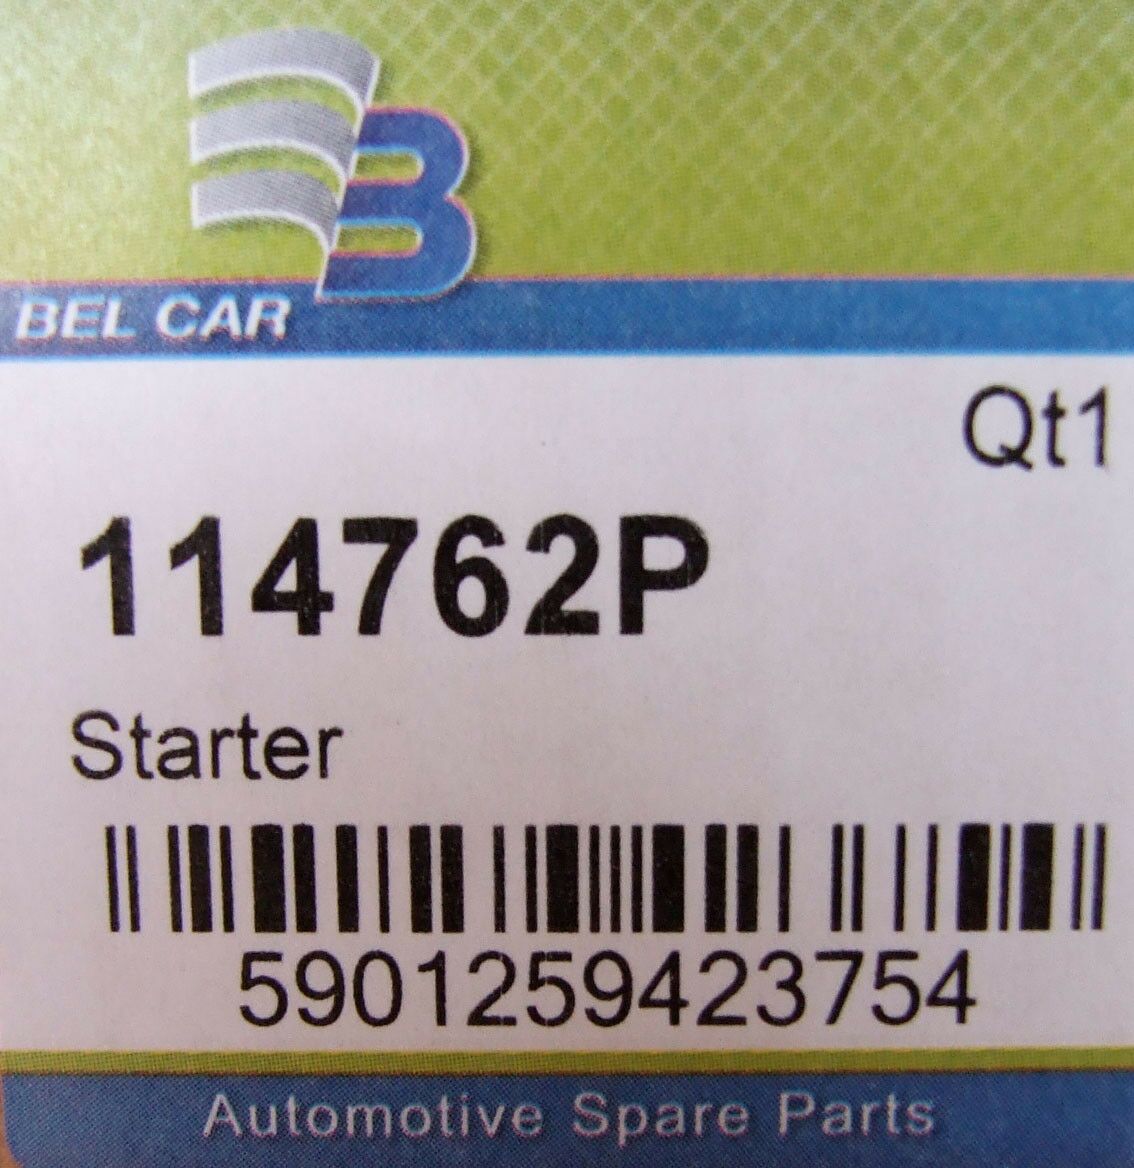 BEL CAR
Qt1
114762P
Starter
5901259423754
Automotive Spare Parts